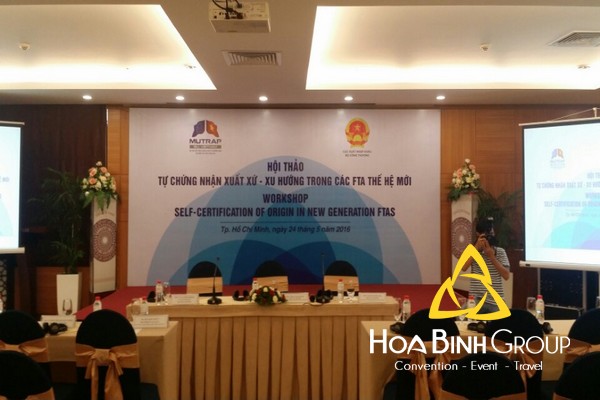 MUTRAP
HỘI THẢO
TỰ CHỨNG NHẬN XUẤT XỨ - XU HƯỚNG TRONG CÁC FTA THẾ HỆ MỚI
WORKSHOP
SELF-CERTIFICATION OF ORIGIN IN NEW GENERATION FTAS
Tp. Hồ Chí Minh, ngày 24 tháng 5 năm 2016
HOA BINH GROUP
Convention - Event - Travel